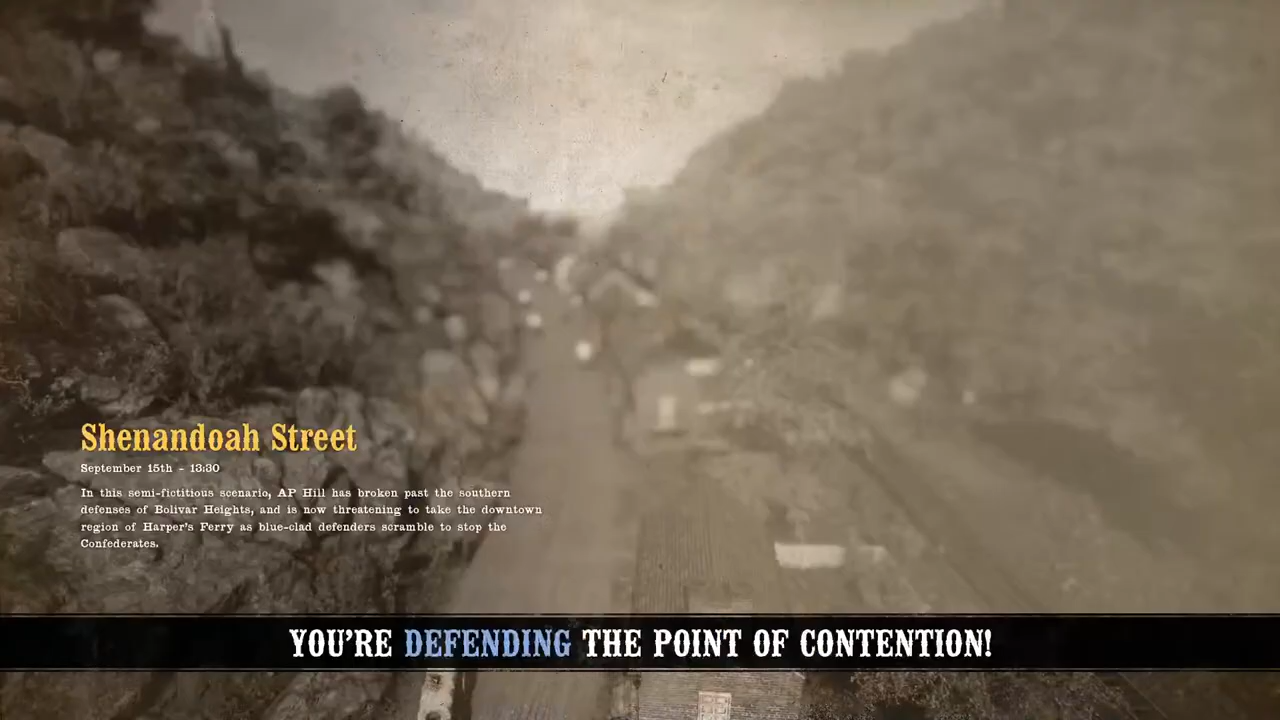 Shenandoah Street
September 15th - 13:30
In this semi-fictitious scenario, AP Hill has broken past the southern
defenses of Bolivar Heights, and is now threatening to take the downtown
region of Harper's Ferry as blue-clad defenders scramble to stop the
Confederates.
YOU'RE DEFENDING THE POINT OF CONTENTION!